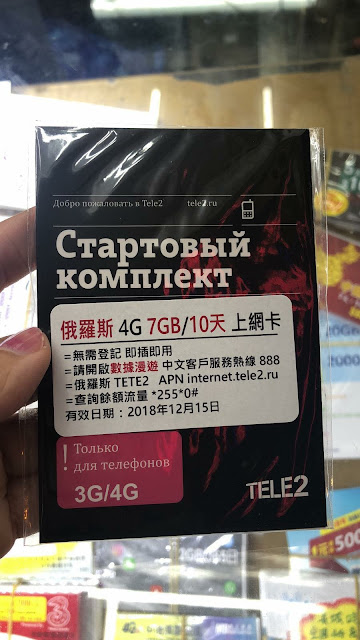 Добро пожаловать в Tele2 tele2.ru
Стартовый
комплект
俄羅斯 4G 7GB/10天 上網卡
=無需登記 即插即用
=請開啟數據漫遊 中文客戶服務熱線 888
=俄羅斯 TETE2 APN internet.tele2.ru
=查詢餘額流量 *255*0#
有效日期：2018年12月15日
! Только
для телефонов
3G/4G
TELE2